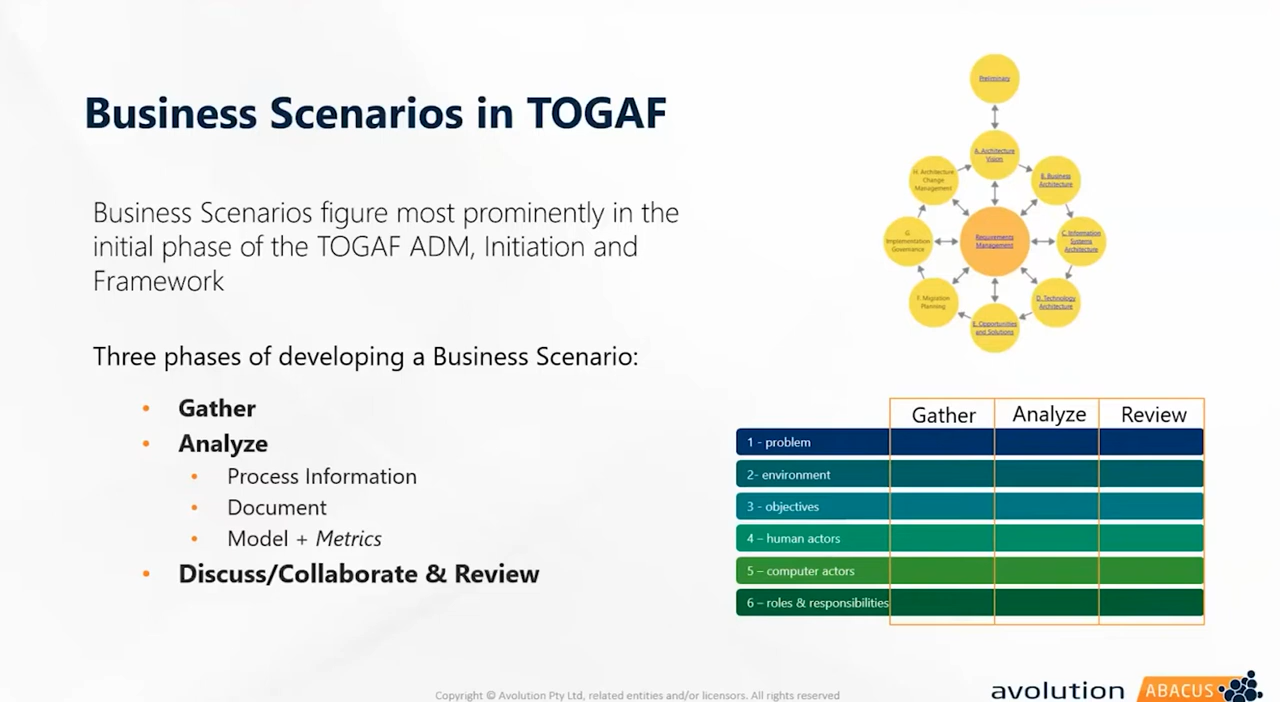 Business Scenarios in TOGAF
Business Scenarios figure most prominently in the
initial phase of the TOGAF ADM, Initiation and
Framework
Three phases of developing a Business Scenario:
• Gather
• Analyze
• Process Information
• Document
• Model + Metrics
• Discuss/Collaborate & Review
Preliminary
A. Architecture
Vision
H. Architecture
Change
Management
B. Business
Architecture
G.
Implementation
Governance
Requirements
Management
C. Information
Systems
Architecture
F. Migration
Planning
D. Technology
Architecture
E. Opportunities
and Solutions
Gather Analyze Review
1 - problem
2- environment
3 - objectives
4 – human actors
5 – computer actors
6 – roles & responsibilities
Copyright © Avolution Pty Ltd, related entities and/or licensors. All rights reserved
avolution ABACUS